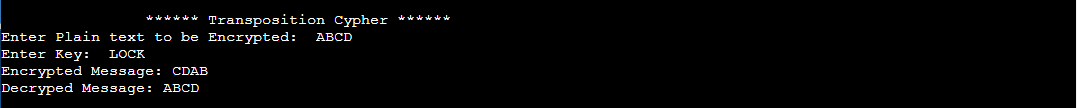 ****** Transposition Cypher ******
Enter Plain text to be Encrypted:  ABCD
Enter Key:  LOCK
Encrypted Message: CDAB
Decryped Message: ABCD